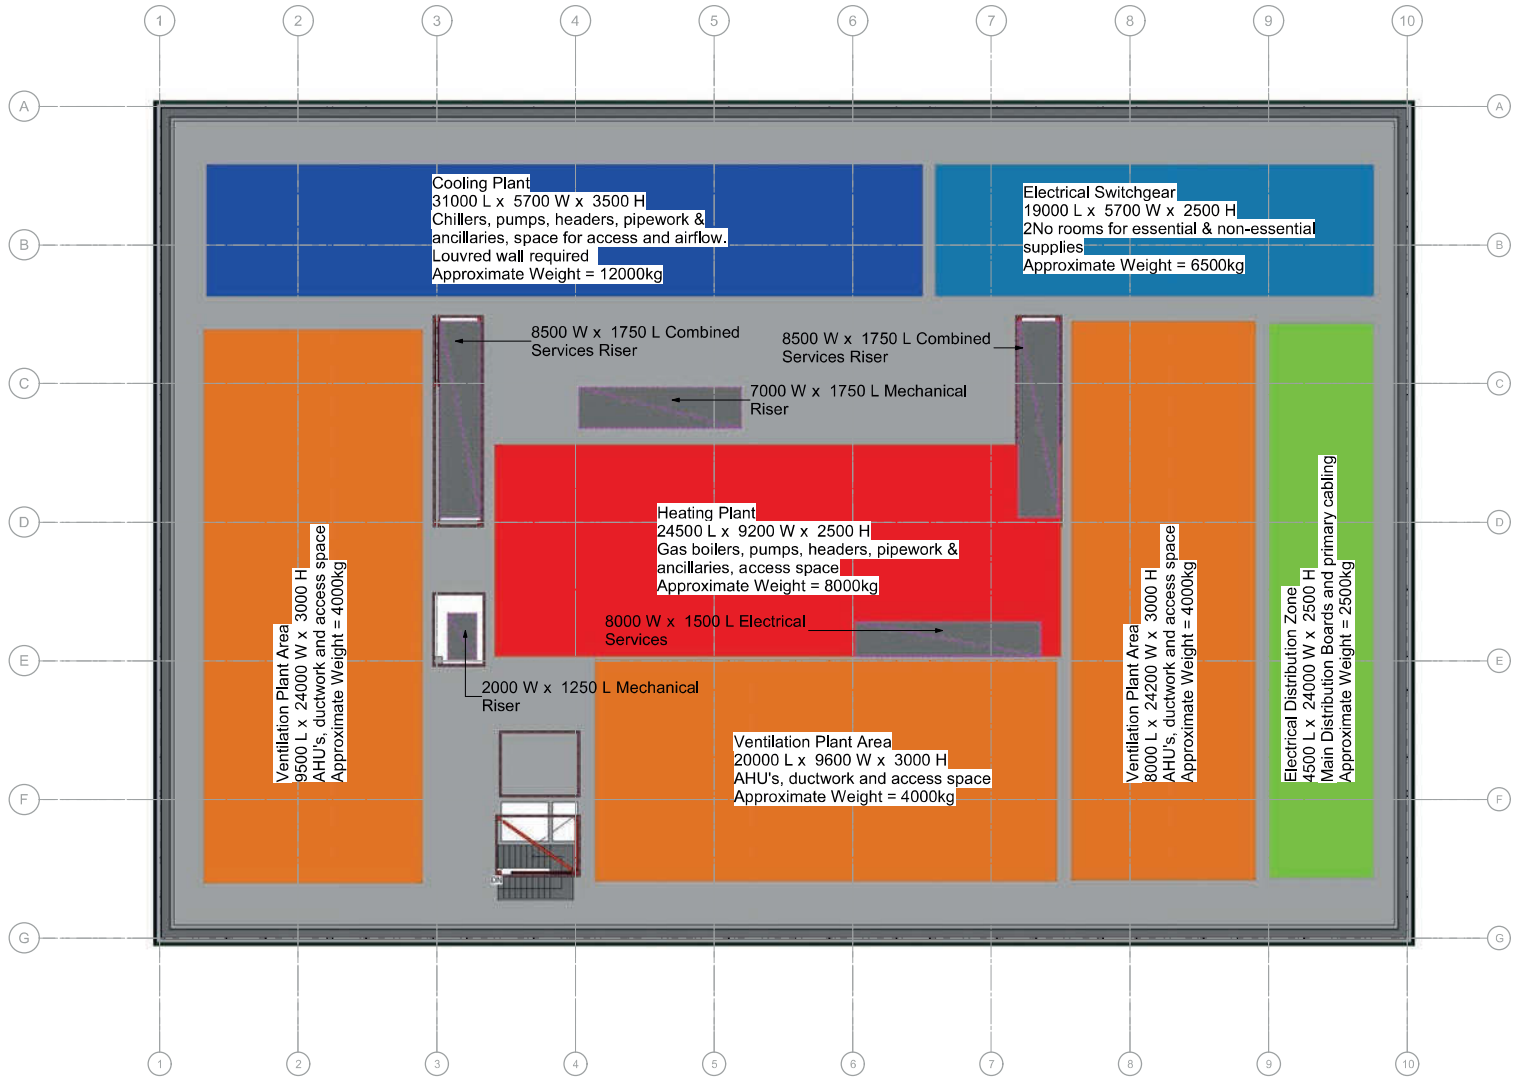 1 2 3 4 5 6 7 8 9 10
A A
Cooling Plant
31000 L x 5700 W x 3500 H
Chillers, pumps, headers, pipework &
ancillaries, space for access and airflow.
Louvred wall required
Approximate Weight = 12000kg
Electrical Switchgear
19000 L x 5700 W x 2500 H
2No rooms for essential & non-essential
supplies
Approximate Weight = 6500kg
B B
8500 W x 1750 L Combined
Services Riser
8500 W x 1750 L Combined
Services Riser
C C
7000 W x 1750 L Mechanical
Riser
D D
Heating Plant
24500 L x 9200 W x 2500 H
Gas boilers, pumps, headers, pipework &
ancillaries, access space
Approximate Weight = 8000kg
8000 W x 1500 L Electrical
Services
Ventilation Plant Area
9500 L x 24000 W x 3000 H
AHU's, ductwork and access space
Approximate Weight = 4000kg
Ventilation Plant Area
8000 L x 24200 W x 3000 H
AHU's, ductwork and access space
Approximate Weight = 4000kg
Electrical Distribution Zone
4500 L x 24000 W x 2500 H
Main Distribution Boards and primary cabling
Approximate Weight = 2500kg
E E
2000 W x 1250 L Mechanical
Riser
Ventilation Plant Area
20000 L x 9600 W x 3000 H
AHU's, ductwork and access space
Approximate Weight = 4000kg
F F
DN
G G
1 2 3 4 5 6 7 8 9 10